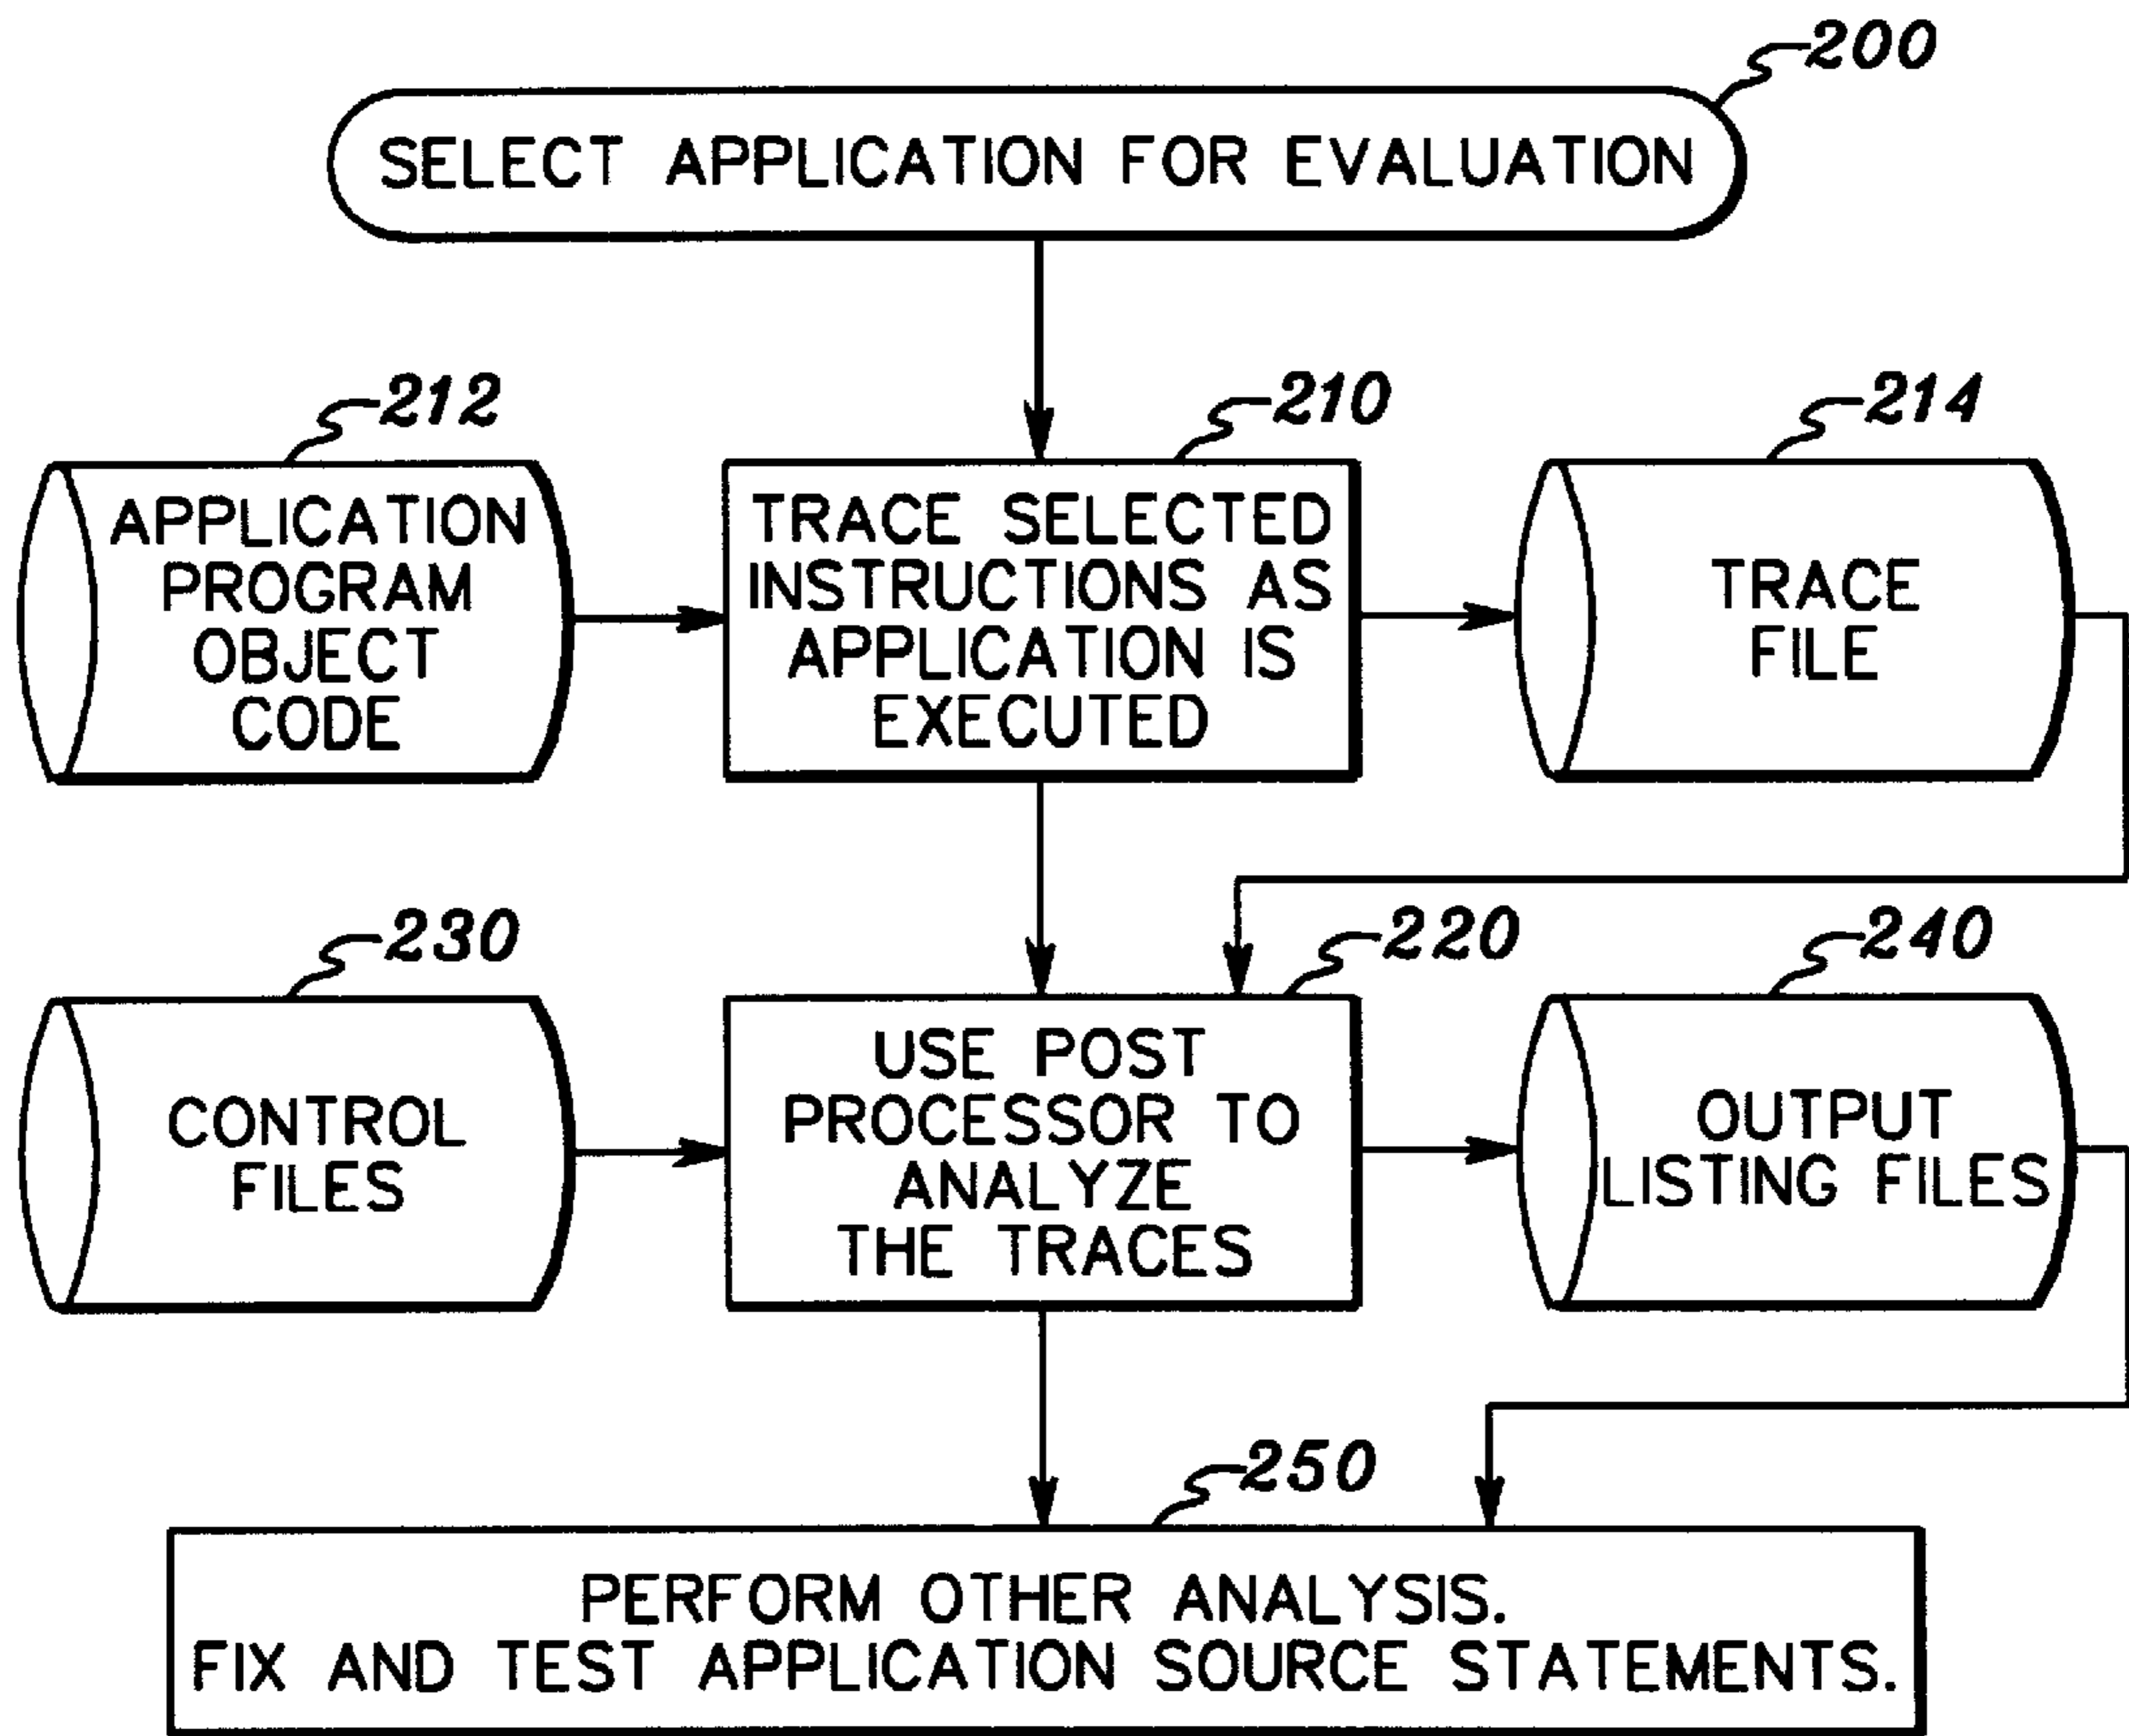 200
SELECT APPLICATION FOR EVALUATION
212
APPLICATION
PROGRAM
OBJECT
CODE
210
TRACE SELECTED
INSTRUCTIONS AS
APPLICATION IS
EXECUTED
214
TRACE
FILE
230
CONTROL
FILES
220
USE POST
PROCESSOR TO
ANALYZE
THE TRACES
240
OUTPUT
LISTING FILES
250
PERFORM OTHER ANALYSIS.
FIX AND TEST APPLICATION SOURCE STATEMENTS.